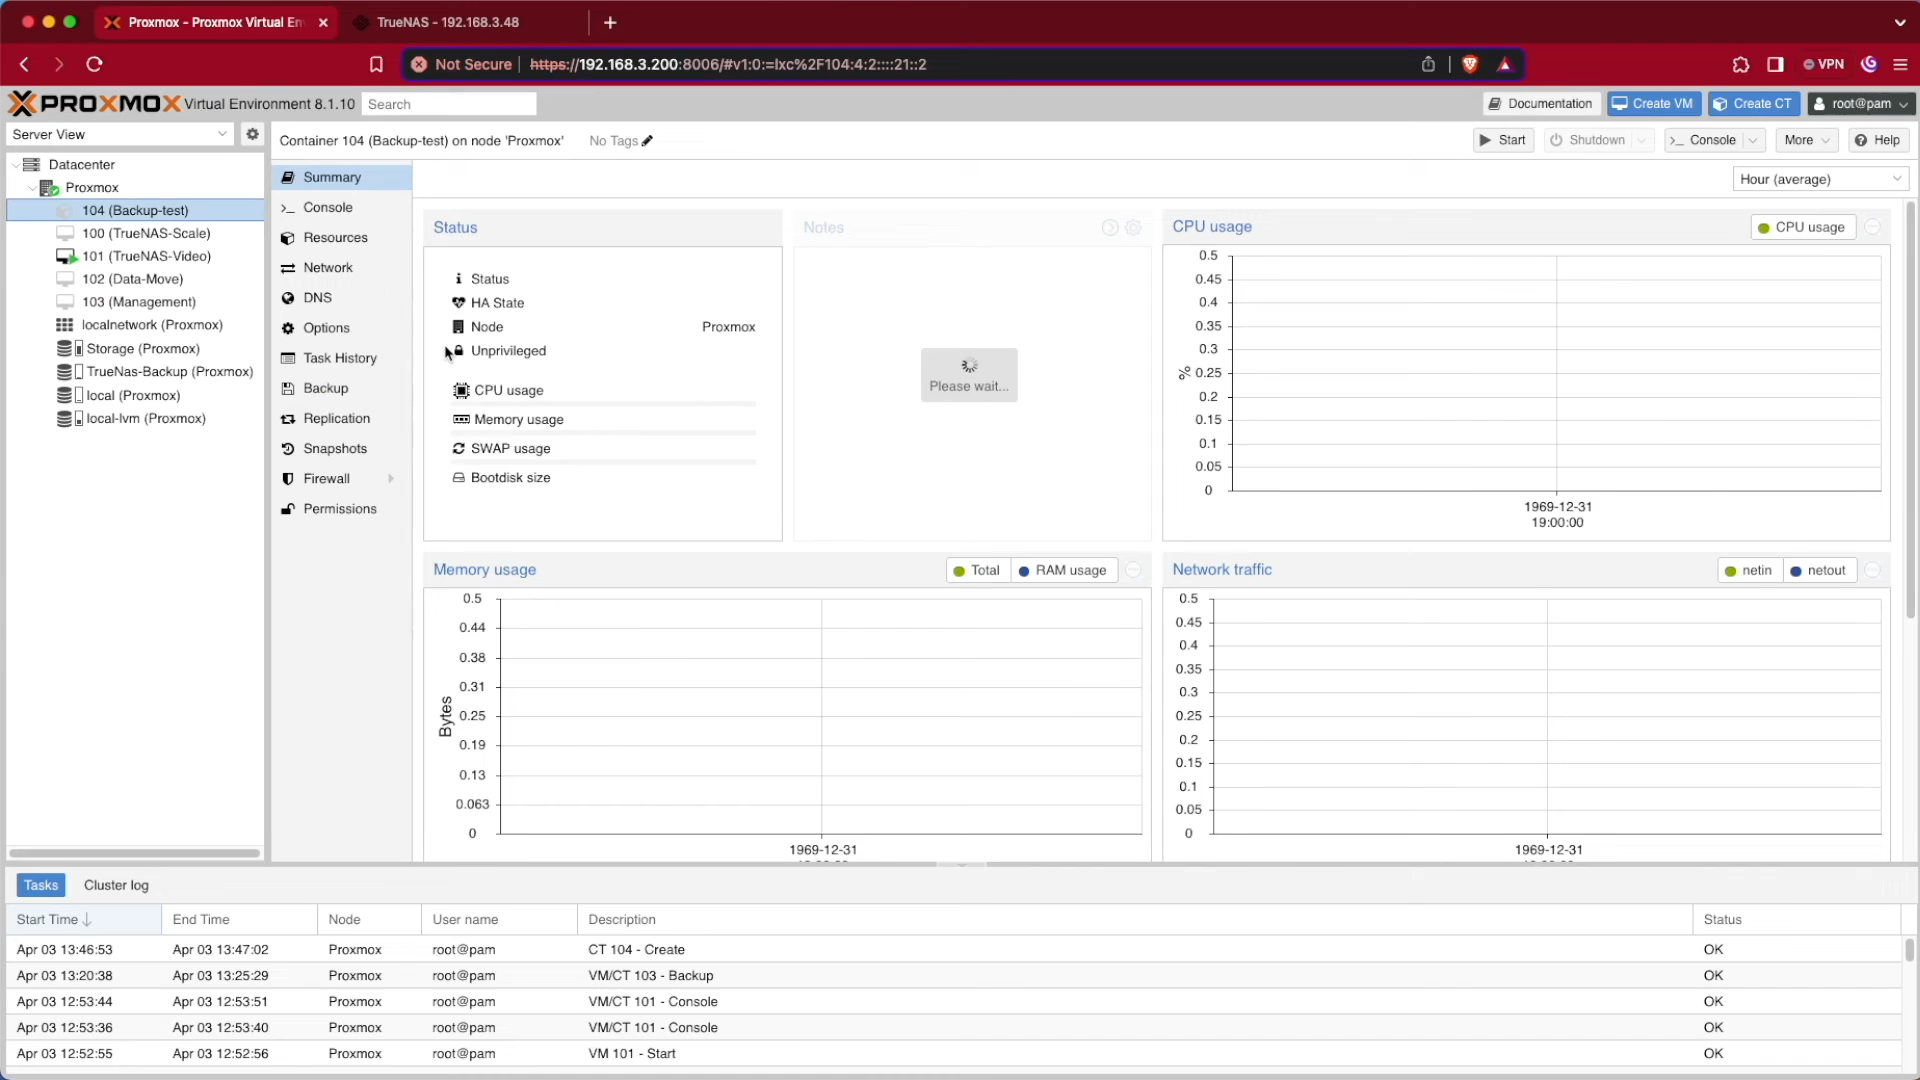 Proxmox - Proxmox Virtual En
TrueNAS - 192.168.3.48
Not Secure
https://192.168.3.200:8006/#v1:0:=lxc%2F104:4:2::::21::2
VPN
PROXMOX Virtual Environment 8.1.10
Search
Documentation
Create VM
Create CT
root@pam
Server View
Container 104 (Backup-test) on node 'Proxmox'
No Tags
Start
Shutdown
Console
More
Help
Datacenter
Proxmox
104 (Backup-test)
100 (TrueNAS-Scale)
101 (TrueNAS-Video)
102 (Data-Move)
103 (Management)
localnetwork (Proxmox)
Storage (Proxmox)
TrueNas-Backup (Proxmox)
local (Proxmox)
local-lvm (Proxmox)
Summary
Console
Resources
Network
DNS
Options
Task History
Backup
Replication
Snapshots
Firewall
Permissions
Hour (average)
Status
Status
HA State
Node Proxmox
Unprivileged
CPU usage
Memory usage
SWAP usage
Bootdisk size
Notes
Please wait...
CPU usage
CPU usage
0.5
0.45
0.4
0.35
0.3
0.25
0.2
0.15
0.1
0.05
0
%
1969-12-31
19:00:00
Memory usage
Total
RAM usage
0.5
0.44
0.38
0.31
0.25
0.19
0.13
0.063
0
Bytes
1969-12-31
Network traffic
netin
netout
0.5
0.45
0.4
0.35
0.3
0.25
0.2
0.15
0.1
0.05
0
1969-12-31
Tasks
Cluster log
Start Time End Time Node User name Description Status
Apr 03 13:46:53 Apr 03 13:47:02 Proxmox root@pam CT 104 - Create OK
Apr 03 13:20:38 Apr 03 13:25:29 Proxmox root@pam VM/CT 103 - Backup OK
Apr 03 12:53:44 Apr 03 12:53:51 Proxmox root@pam VM/CT 101 - Console OK
Apr 03 12:53:36 Apr 03 12:53:40 Proxmox root@pam VM/CT 101 - Console OK
Apr 03 12:52:55 Apr 03 12:52:56 Proxmox root@pam VM 101 - Start OK